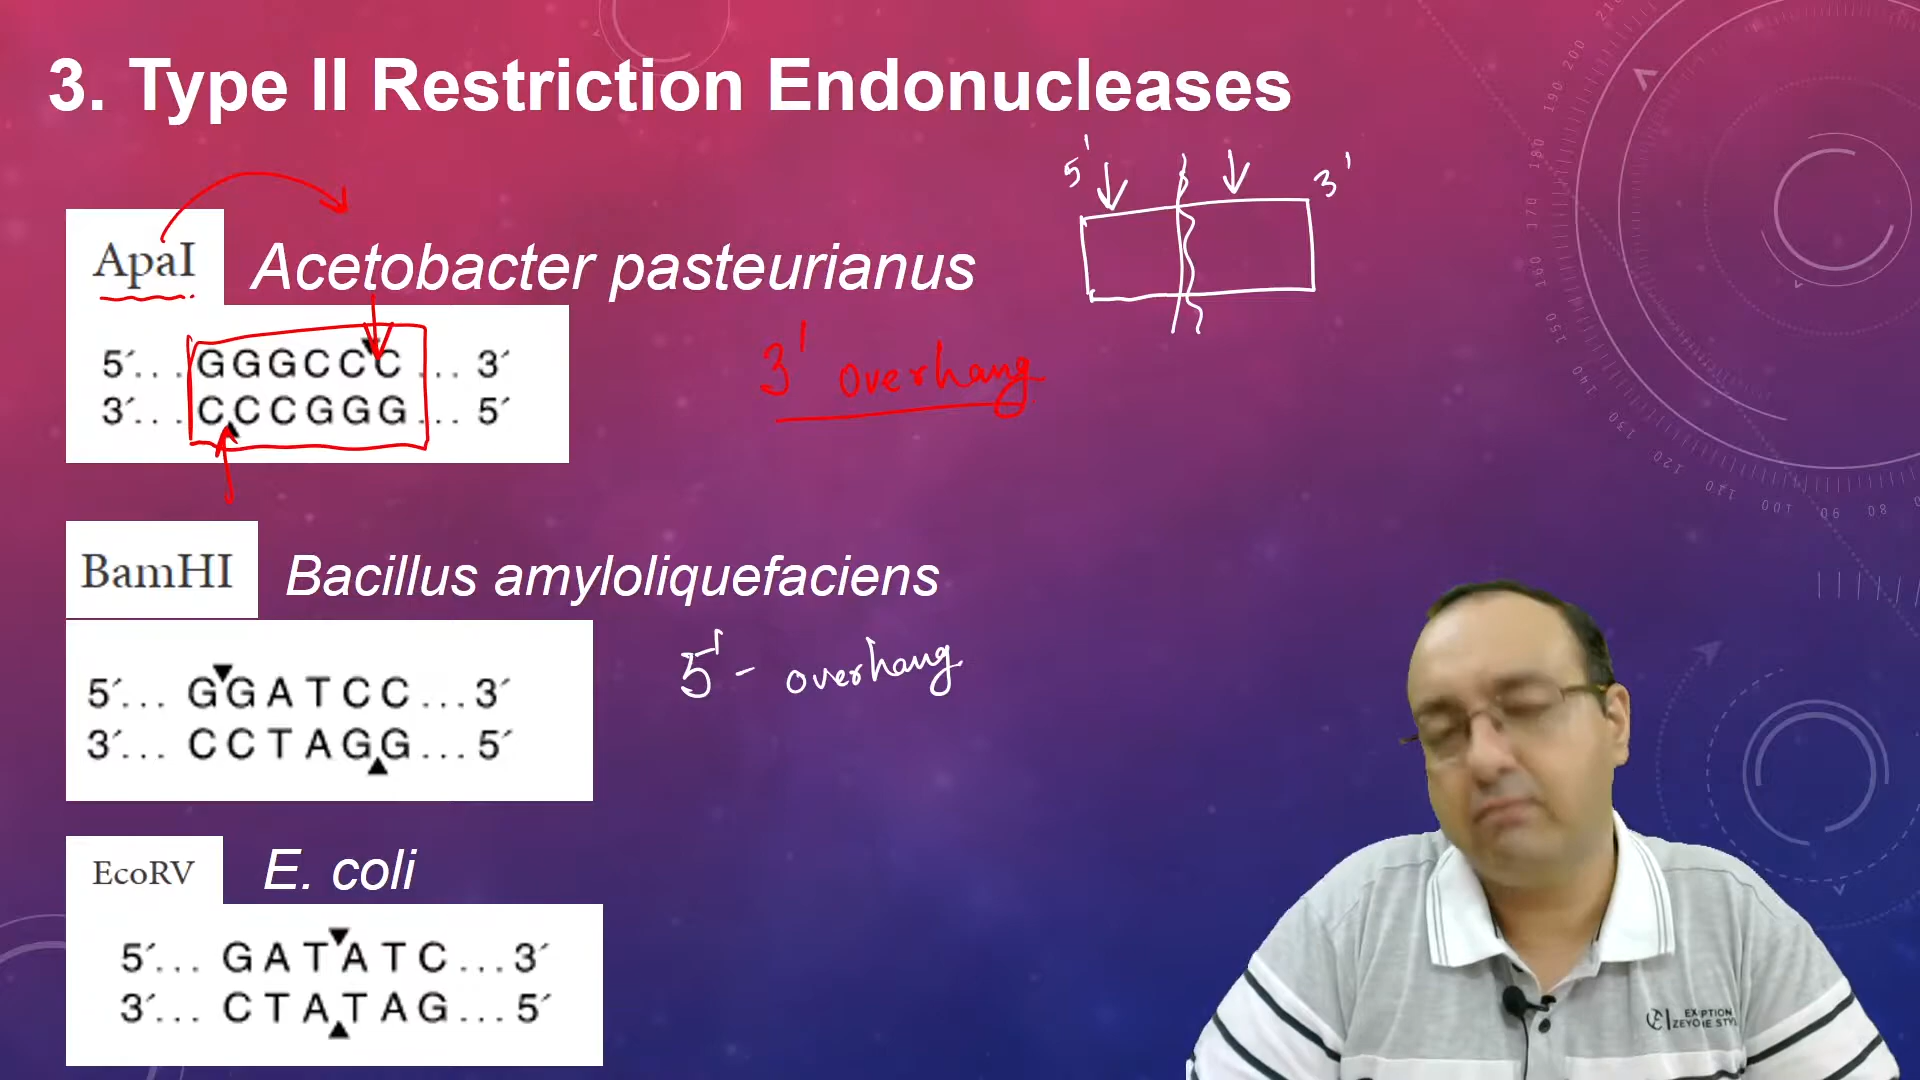 3. Type II Restriction Endonucleases
5' 3'
ApaI Acetobacter pasteurianus
5´... GGGCCC ... 3´
3´... CCCGGG ... 5´
3' overhang
BamHI Bacillus amyloliquefaciens
5' - overhang
5´... GGATCC ...3´
3´... CCTAGG ...5´
EcoRV E. coli
5´... GATATC ...3´
3´... CTATAG ...5´